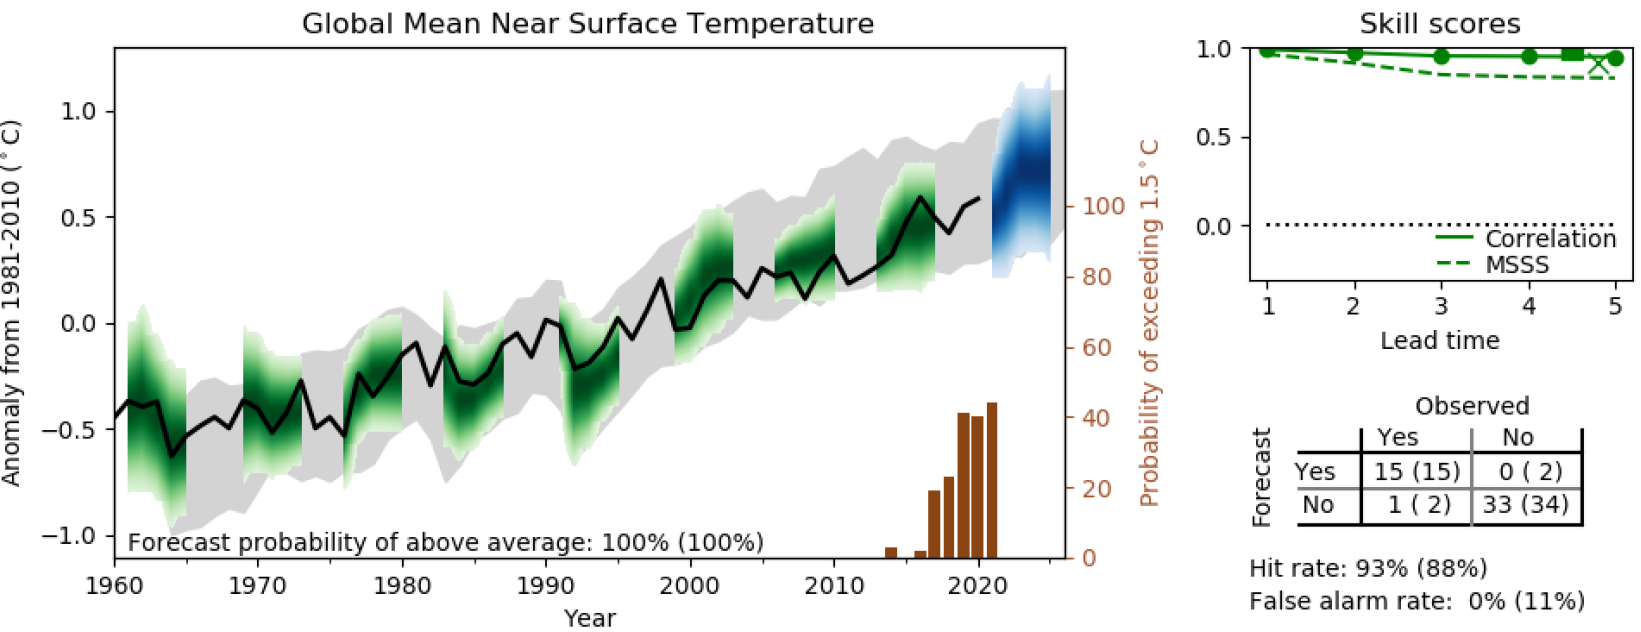 Global Mean Near Surface Temperature
Anomaly from 1981-2010 (°C)
1.0
0.5
0.0
−0.5
−1.0
Forecast probability of above average: 100% (100%)
1960 1970 1980 1990 2000 2010 2020
Year
100
80
60
40
20
0
Probability of exceeding 1.5°C
Skill scores
1.0
0.5
0.0
Correlation
MSSS
1 2 3 4 5
Lead time
Observed
Forecast
Yes No
Yes 15 (15) 0 ( 2)
No 1 ( 2) 33 (34)
Hit rate: 93% (88%)
False alarm rate: 0% (11%)